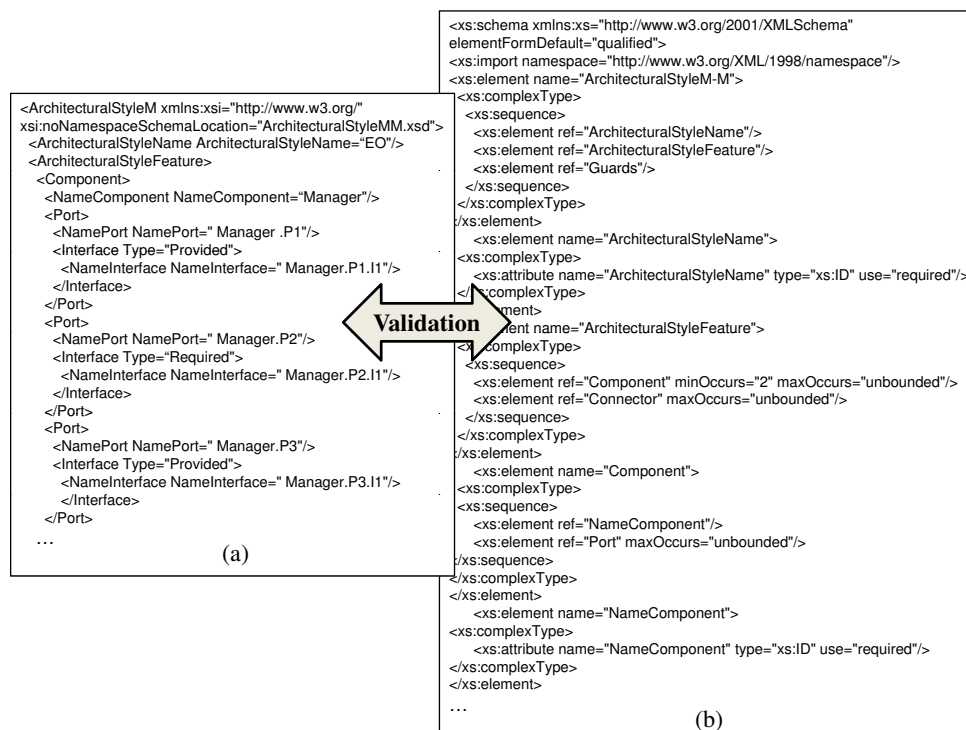 <ArchitecturalStyleM xmlns:xsi="http://www.w3.org/"
xsi:noNamespaceSchemaLocation="ArchitecturalStyleMM.xsd">
<ArchitecturalStyleName ArchitecturalStyleName=“EO"/>
<ArchitecturalStyleFeature>
<Component>
<NameComponent NameComponent=“Manager"/>
<Port>
<NamePort NamePort=" Manager .P1"/>
<Interface Type="Provided">
<NameInterface NameInterface=" Manager.P1.I1"/>
</Interface>
</Port>
<Port>
<NamePort NamePort=" Manager.P2"/>
<Interface Type=“Required">
<NameInterface NameInterface=" Manager.P2.I1"/>
</Interface>
</Port>
<Port>
<NamePort NamePort=" Manager.P3"/>
<Interface Type="Provided">
<NameInterface NameInterface=" Manager.P3.I1"/>
</Interface>
</Port>
…
(a)
Validation
<xs:schema xmlns:xs="http://www.w3.org/2001/XMLSchema"
elementFormDefault="qualified">
<xs:import namespace="http://www.w3.org/XML/1998/namespace"/>
<xs:element name="ArchitecturalStyleM-M">
<xs:complexType>
<xs:sequence>
<xs:element ref="ArchitecturalStyleName"/>
<xs:element ref="ArchitecturalStyleFeature"/>
<xs:element ref="Guards"/>
</xs:sequence>
</xs:complexType>
/xs:element>
<xs:element name="ArchitecturalStyleName">
<xs:complexType>
<xs:attribute name="ArchitecturalStyleName" type="xs:ID" use="required"/>
</xs:complexType>
ement>
ent name="ArchitecturalStyleFeature">
<xs:complexType>
<xs:sequence>
<xs:element ref="Component" minOccurs="2" maxOccurs="unbounded"/>
<xs:element ref="Connector" maxOccurs="unbounded"/>
</xs:sequence>
</xs:complexType>
/xs:element>
<xs:element name="Component">
<xs:complexType>
<xs:sequence>
<xs:element ref="NameComponent"/>
<xs:element ref="Port" maxOccurs="unbounded"/>
/xs:sequence>
</xs:complexType>
</xs:element>
<xs:element name="NameComponent">
<xs:complexType>
<xs:attribute name="NameComponent" type="xs:ID" use="required"/>
</xs:complexType>
</xs:element>
…
(b)